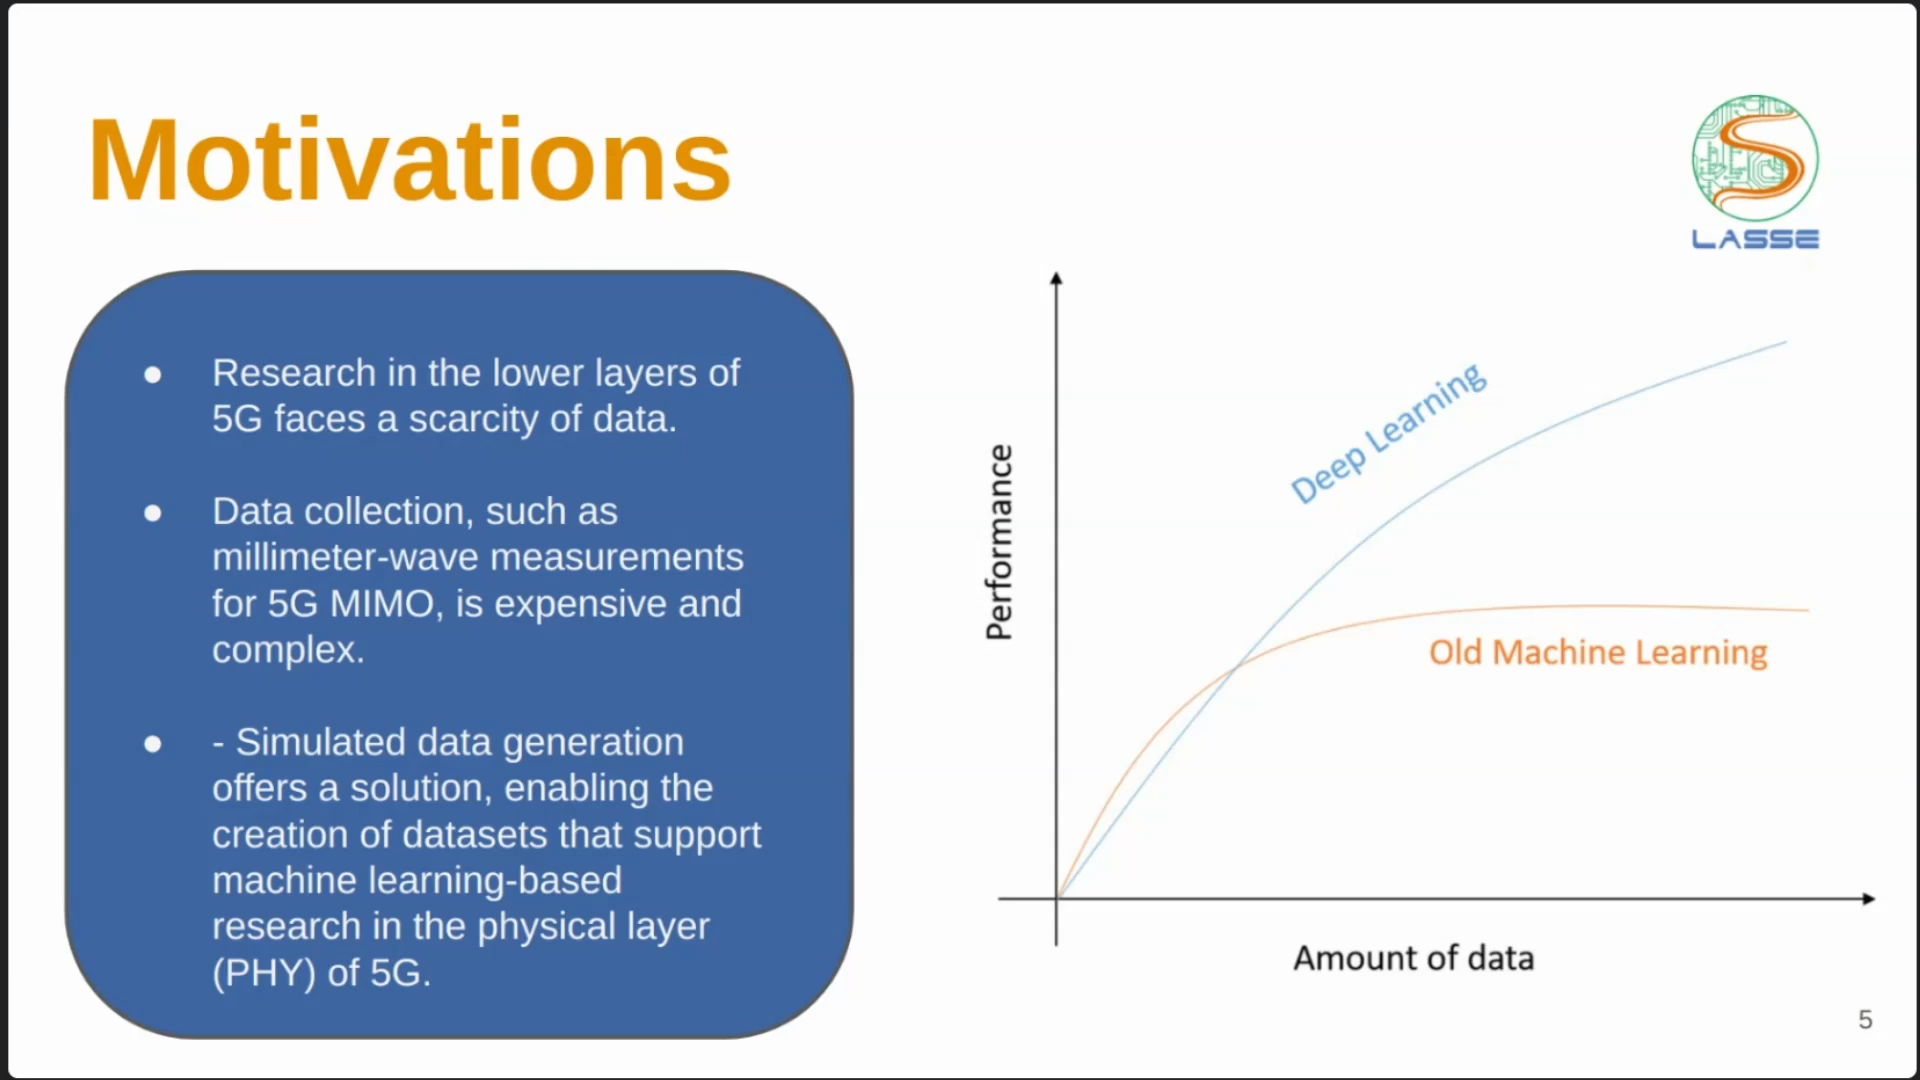 Motivations
LASSE
● Research in the lower layers of
5G faces a scarcity of data.
● Data collection, such as
millimeter-wave measurements
for 5G MIMO, is expensive and
complex.
● - Simulated data generation
offers a solution, enabling the
creation of datasets that support
machine learning-based
research in the physical layer
(PHY) of 5G.
Performance
Deep Learning
Old Machine Learning
Amount of data
5